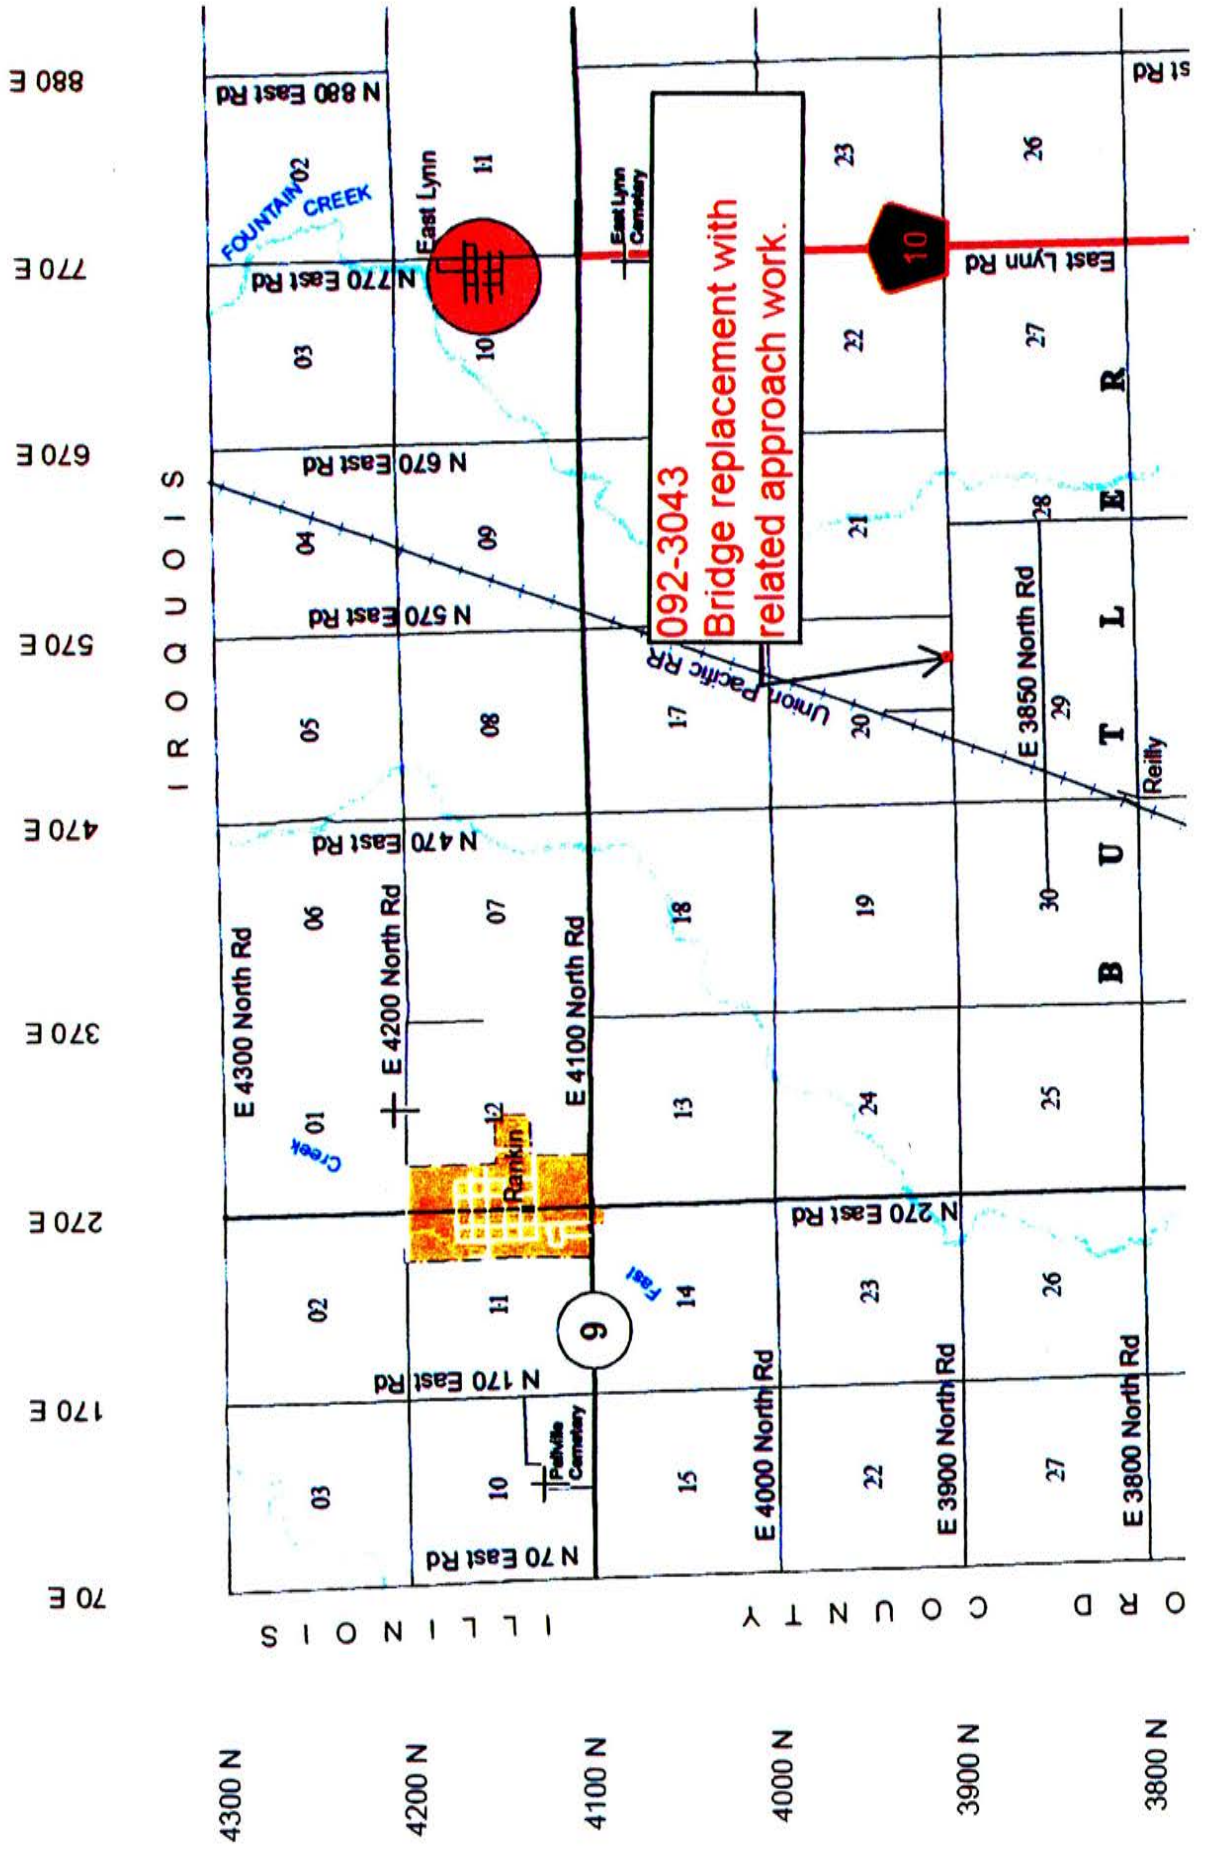 I R O Q U O I S
70 E
170 E
270 E
370 E
470 E
570 E
670 E
770 E
880 E
4300 N
4200 N
4100 N
4000 N
3900 N
3800 N
I L L I N O I S
C O U N T Y
O R D
E 4300 North Rd
03
02
01
Creek
06
05
04
03
FOUNTAIN
CREEK
02
N 880 East Rd
N 770 East Rd
E 4200 North Rd
N 70 East Rd
N 170 East Rd
N 470 East Rd
N 570 East Rd
N 670 East Rd
East Lynn
10
11
Rankin
12
07
08
09
10
11
Cemetery
E 4100 North Rd
9
East Lynn
Cemetery
15
14
13
18
17
Union Pacific RR
092-3043
Bridge replacement with
related approach work.
E 4000 North Rd
22
23
24
19
20
21
22
23
N 270 East Rd
10
E 3900 North Rd
East Lynn Rd
27
26
25
30
29
28
27
26
E 3850 North Rd
B U T L E R
E 3800 North Rd
Reilly
st Rd